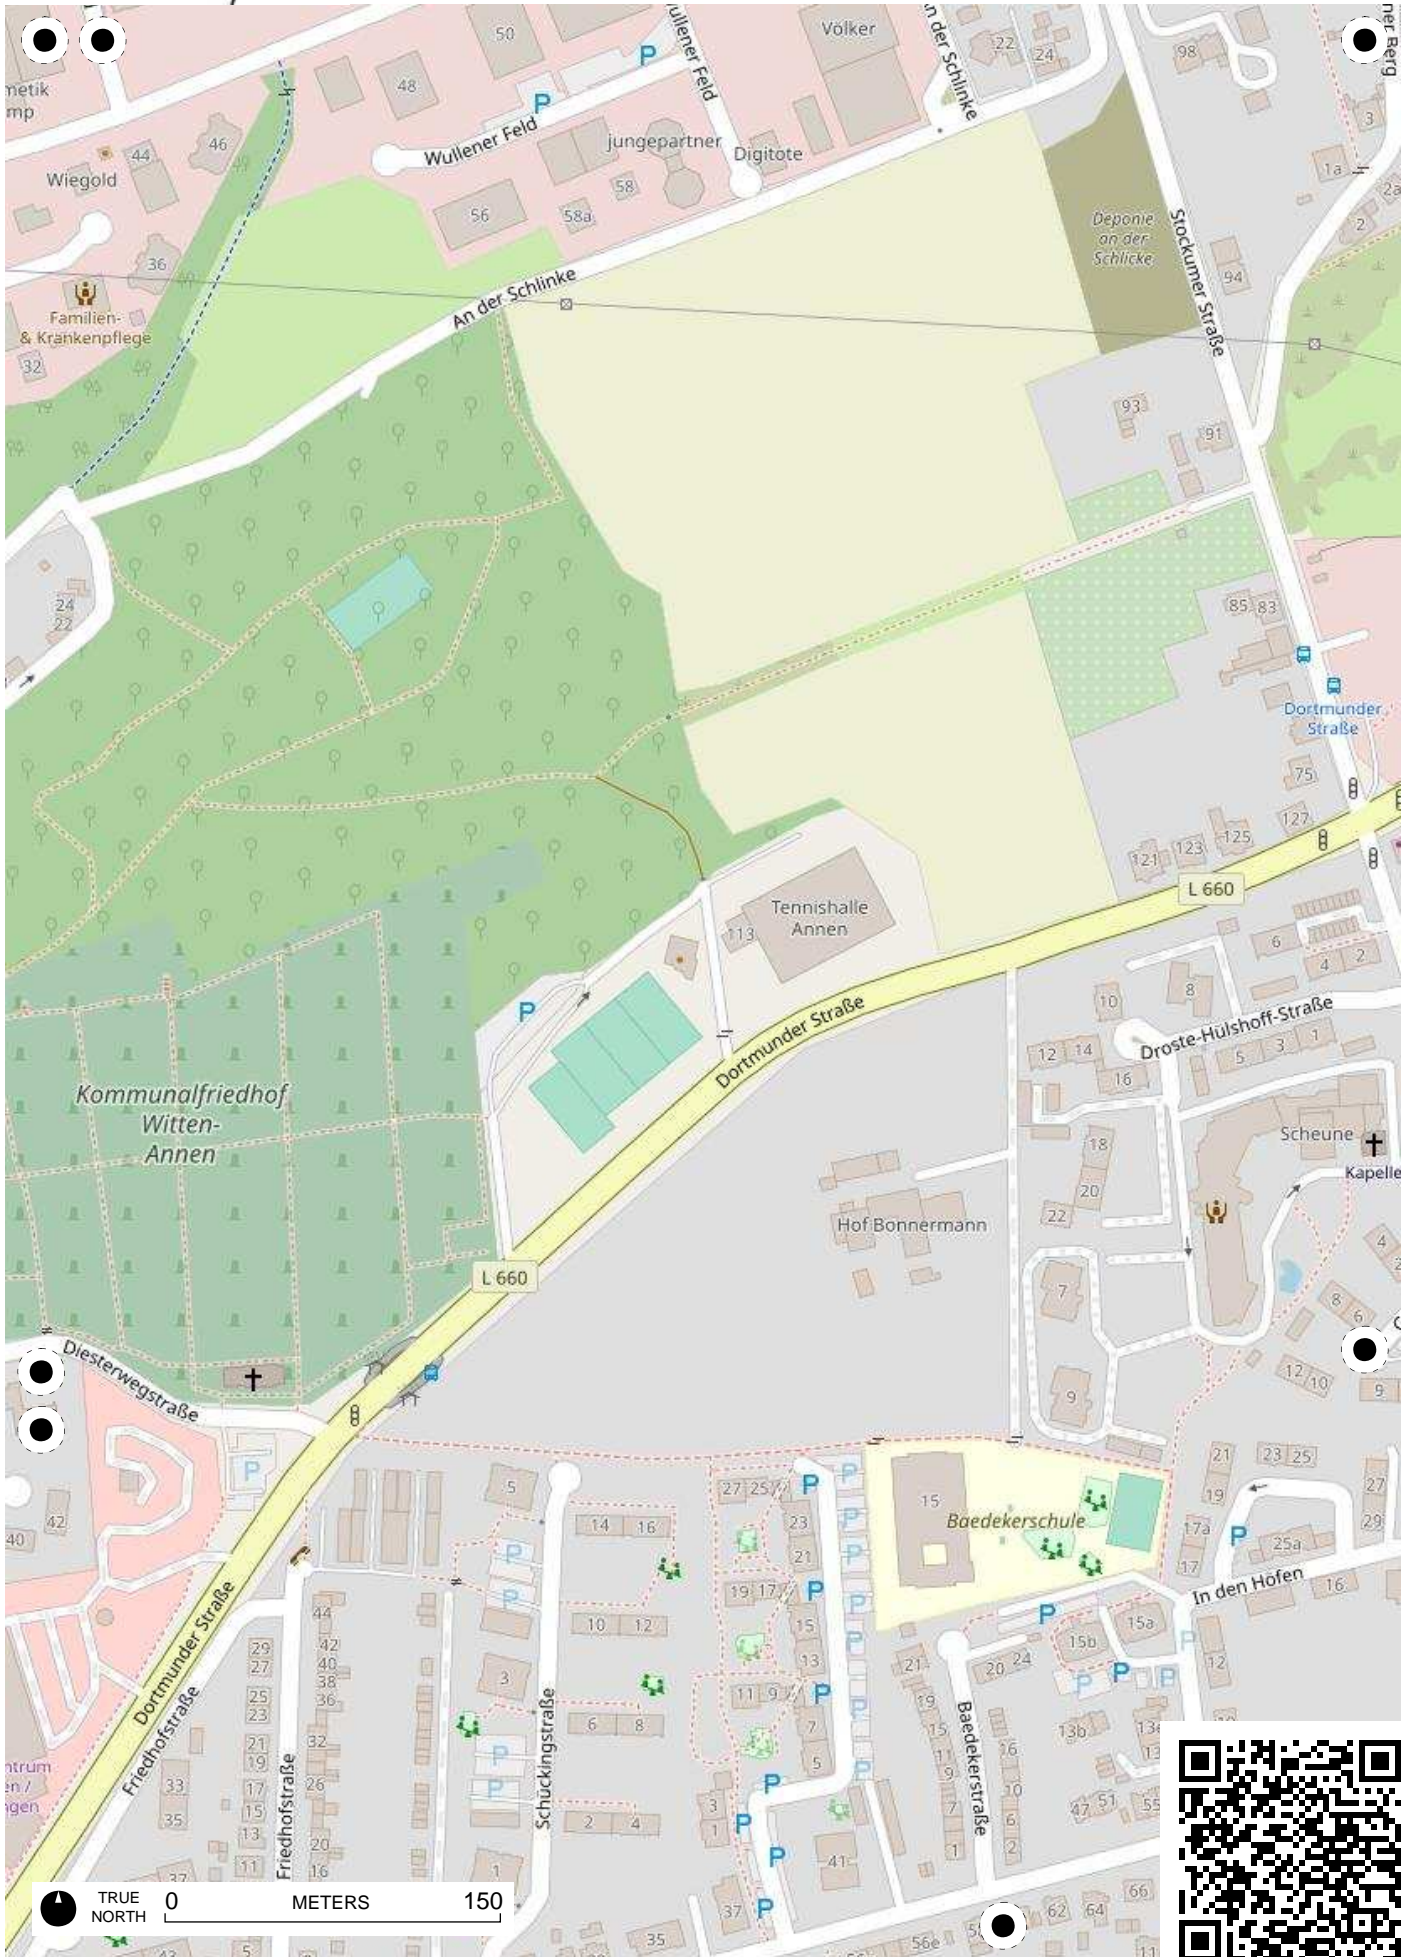 50
Völker
22
24
98
48
P
P
Wullener Feld
An der Schlinke
3
46
44
Wullener Feld
jungepartner
Digitote
Wiegold
58
1a
2a
56
58a
2
36
Deponie
an der
Schlicke
Stockumer Straße
94
An der Schlinke
Familien-
& Krankenpflege
32
93
91
24
22
85
83
Dortmunder
Straße
75
127
125
123
121
L 660
Tennishalle
Annen
113
6
4
2
P
8
10
Dortmunder Straße
Droste-Hülshoff-Straße
12
14
16
5
3
1
Kommunalfriedhof
Witten-
Annen
18
20
22
Scheune
Kapelle
Hof Bonnermann
4
L 660
7
8
6
Diesterwegstraße
12
10
9
9
P
5
27
25
P
P
21
23
25
27
19
42
40
15
Baedekerschule
14
16
23
P
17a
17
P
25a
29
21
P
P
19
17
P
P
In den Höfen
16
Dortmunder Straße
44
10
12
15
P
P
15b
15a
P
29
27
42
40
38
36
3
13
21
20
24
P
P
P
12
25
23
11
9
P
P
19
Friedhofstraße
6
8
7
15
16
13b
21
19
32
P
5
11
9
33
17
26
P
P
P
10
35
15
Schückingstraße
2
4
3
1
P
7
Baedekerstraße
6
47
51
55
13
Friedhofstraße
20
P
41
1
2
11
16
1
37
P
66
TRUE
NORTH
0
METERS
150
35
62
64
56e